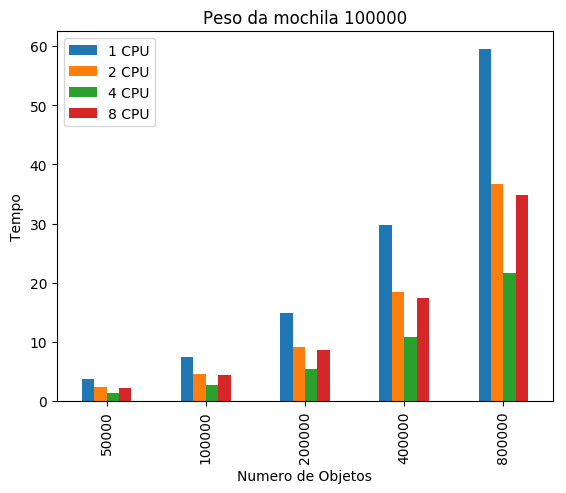 Peso da mochila 100000
1 CPU
2 CPU
4 CPU
8 CPU
Tempo
60
50
40
30
20
10
0
50000
100000
200000
400000
800000
Numero de Objetos